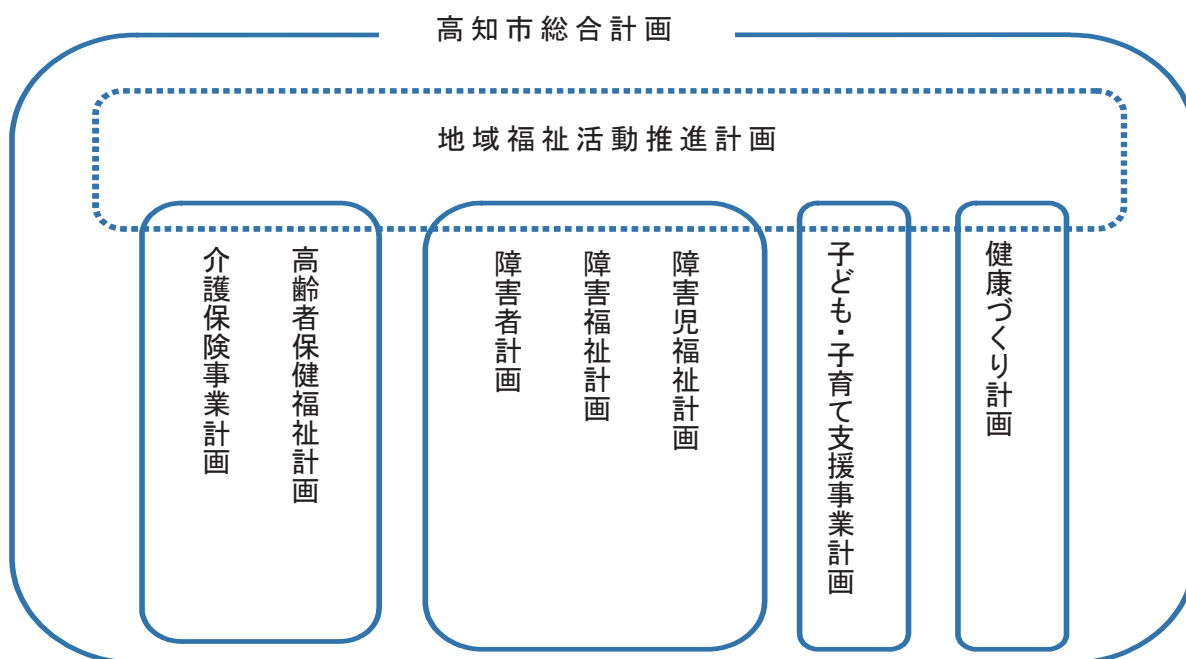 高知市総合計画
地域福祉活動推進計画
介護保険事業計画
高齢者保健福祉計画
障害者計画
障害福祉計画
障害児福祉計画
子ども・子育て支援事業計画
健康づくり計画